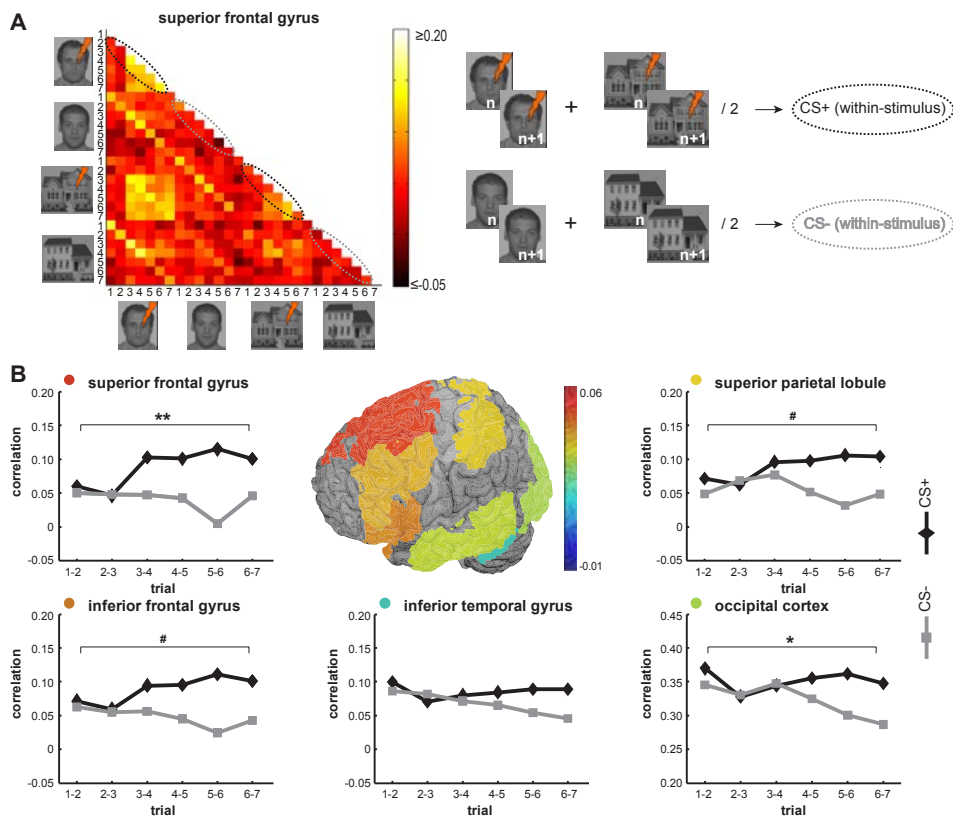 A
superior frontal gyrus
1
2
3
4
5
6
7
1
2
3
4
5
6
7
1
2
3
4
5
6
7
1
2
3
4
5
6
7
1 2 3 4 5 6 7 1 2 3 4 5 6 7 1 2 3 4 5 6 7 1 2 3 4 5 6 7
≥0.20
≤-0.05
n
n+1
+
n
n+1
/ 2
CS+ (within-stimulus)
n
n+1
+
n
n+1
/ 2
CS- (within-stimulus)
B
superior frontal gyrus
correlation
0.20
0.15
0.10
0.05
0
-0.05
**
1-2 2-3 3-4 4-5 5-6 6-7
trial
0.06
-0.01
superior parietal lobule
correlation
0.20
0.15
0.10
0.05
0
-0.05
#
1-2 2-3 3-4 4-5 5-6 6-7
trial
CS+
CS-
inferior frontal gyrus
correlation
0.20
0.15
0.10
0.05
0
-0.05
#
1-2 2-3 3-4 4-5 5-6 6-7
trial
inferior temporal gyrus
correlation
0.20
0.15
0.10
0.05
0
-0.05
1-2 2-3 3-4 4-5 5-6 6-7
trial
occipital cortex
correlation
0.45
0.40
0.35
0.30
0.25
0.20
*
1-2 2-3 3-4 4-5 5-6 6-7
trial